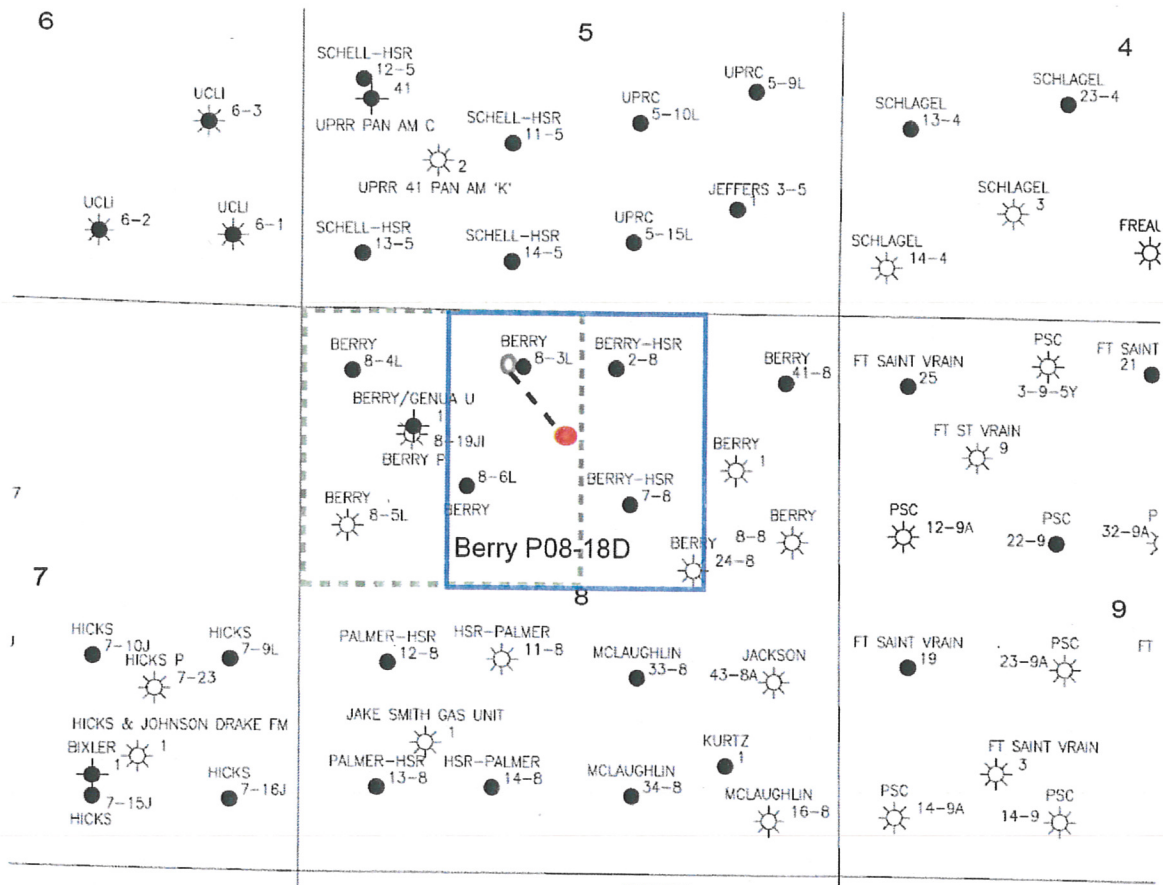 6
5
4
SCHELL-HSR
12-5
41
UPRR PAN AM C
UCLI
6-3
SCHELL-HSR
11-5
2
UPRR 41 PAN AM 'K'
UPRC
5-10L
UPRC
5-9L
SCHLAGEL
13-4
SCHLAGEL
23-4
UCLI
6-2
UCLI
6-1
SCHELL-HSR
13-5
SCHELL-HSR
14-5
UPRC
5-15L
JEFFERS 3-5
1
SCHLAGEL
3
SCHLAGEL
14-4
FREAU
BERRY
8-4L
BERRY
8-3L
BERRY-HSR
2-8
BERRY
41-8
FT SAINT VRAIN
25
PSC
3-9-5Y
FT SAINT
21
BERRY/GENUA U
1
8-19JI
BERRY P
BERRY
1
FT ST VRAIN
9
7
8-6L
BERRY
BERRY-HSR
7-8
BERRY
8-5L
Berry P08-18D
BERRY
24-8
BERRY
8-8
PSC
12-9A
PSC
22-9
32-9A
P
7
8
9
J
HICKS
7-10J
HICKS
7-9L
HICKS P
7-23
PALMER-HSR
12-8
HSR-PALMER
11-8
MCLAUGHLIN
33-8
JACKSON
43-8A
FT SAINT VRAIN
19
PSC
23-9A
FT
HICKS & JOHNSON DRAKE FM
1
BIXLER
1
7-15J
HICKS
HICKS
7-16J
JAKE SMITH GAS UNIT
1
PALMER-HSR
13-8
HSR-PALMER
14-8
MCLAUGHLIN
34-8
KURTZ
1
MCLAUGHLIN
16-8
FT SAINT VRAIN
3
PSC
14-9A
PSC
14-9